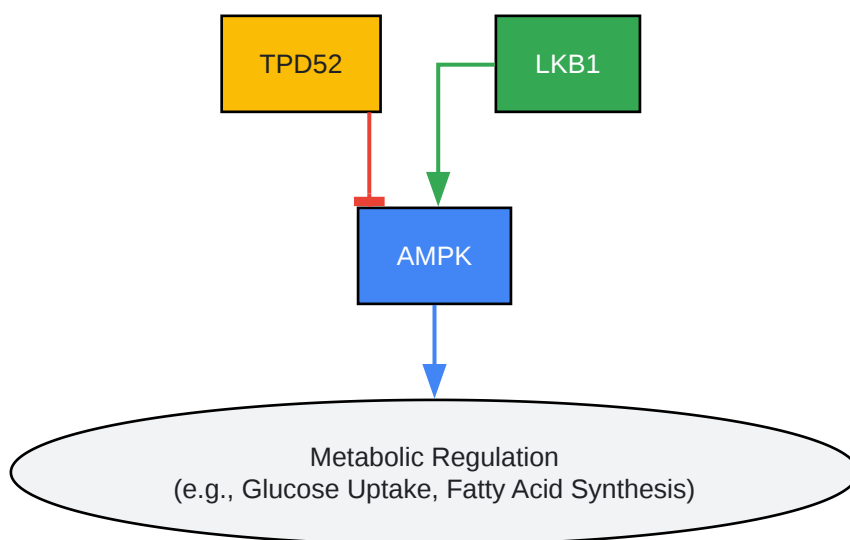 TPD52
LKB1
AMPK
Metabolic Regulation
(e.g., Glucose Uptake, Fatty Acid Synthesis)